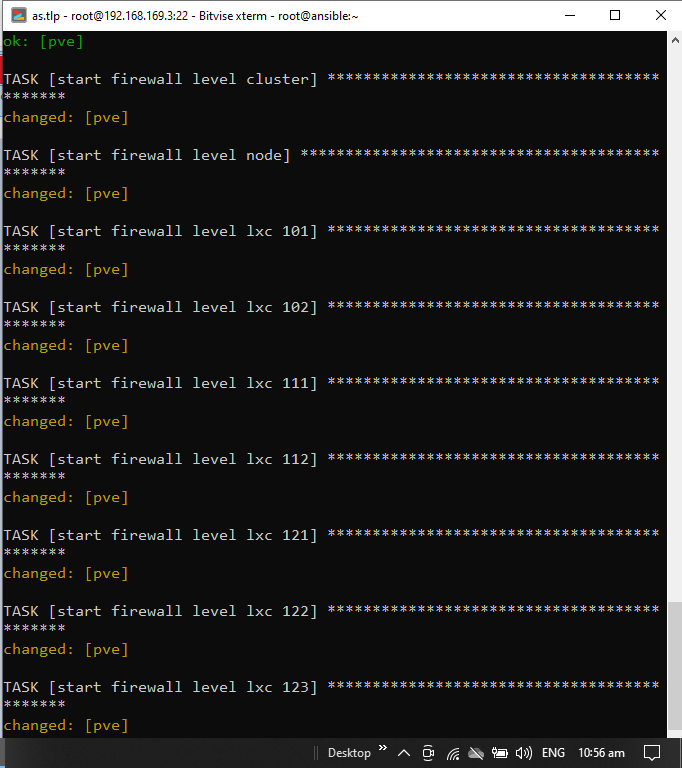 as.tlp - root@192.168.169.3:22 - Bitvise xterm - root@ansible:~
ok: [pve]
TASK [start firewall level cluster] *************************************
*******
changed: [pve]
TASK [start firewall level node] ****************************************
*******
changed: [pve]
TASK [start firewall level lxc 101] *************************************
*******
changed: [pve]
TASK [start firewall level lxc 102] *************************************
*******
changed: [pve]
TASK [start firewall level lxc 111] *************************************
*******
changed: [pve]
TASK [start firewall level lxc 112] *************************************
*******
changed: [pve]
TASK [start firewall level lxc 121] *************************************
*******
changed: [pve]
TASK [start firewall level lxc 122] *************************************
*******
changed: [pve]
TASK [start firewall level lxc 123] *************************************
*******
changed: [pve]
Desktop » ENG 10:56 am